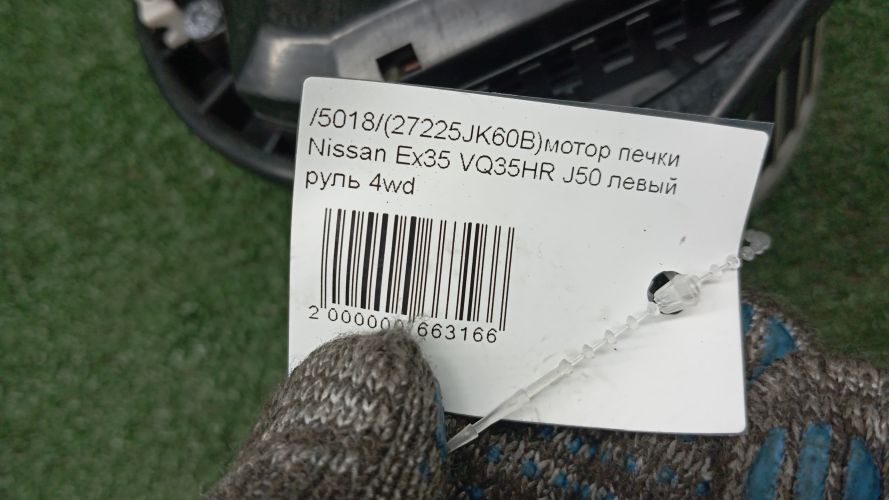 /5018/(27225JK60B)мотор печки
Nissan Ex35 VQ35HR J50 левый
руль 4wd
2 000000 663166